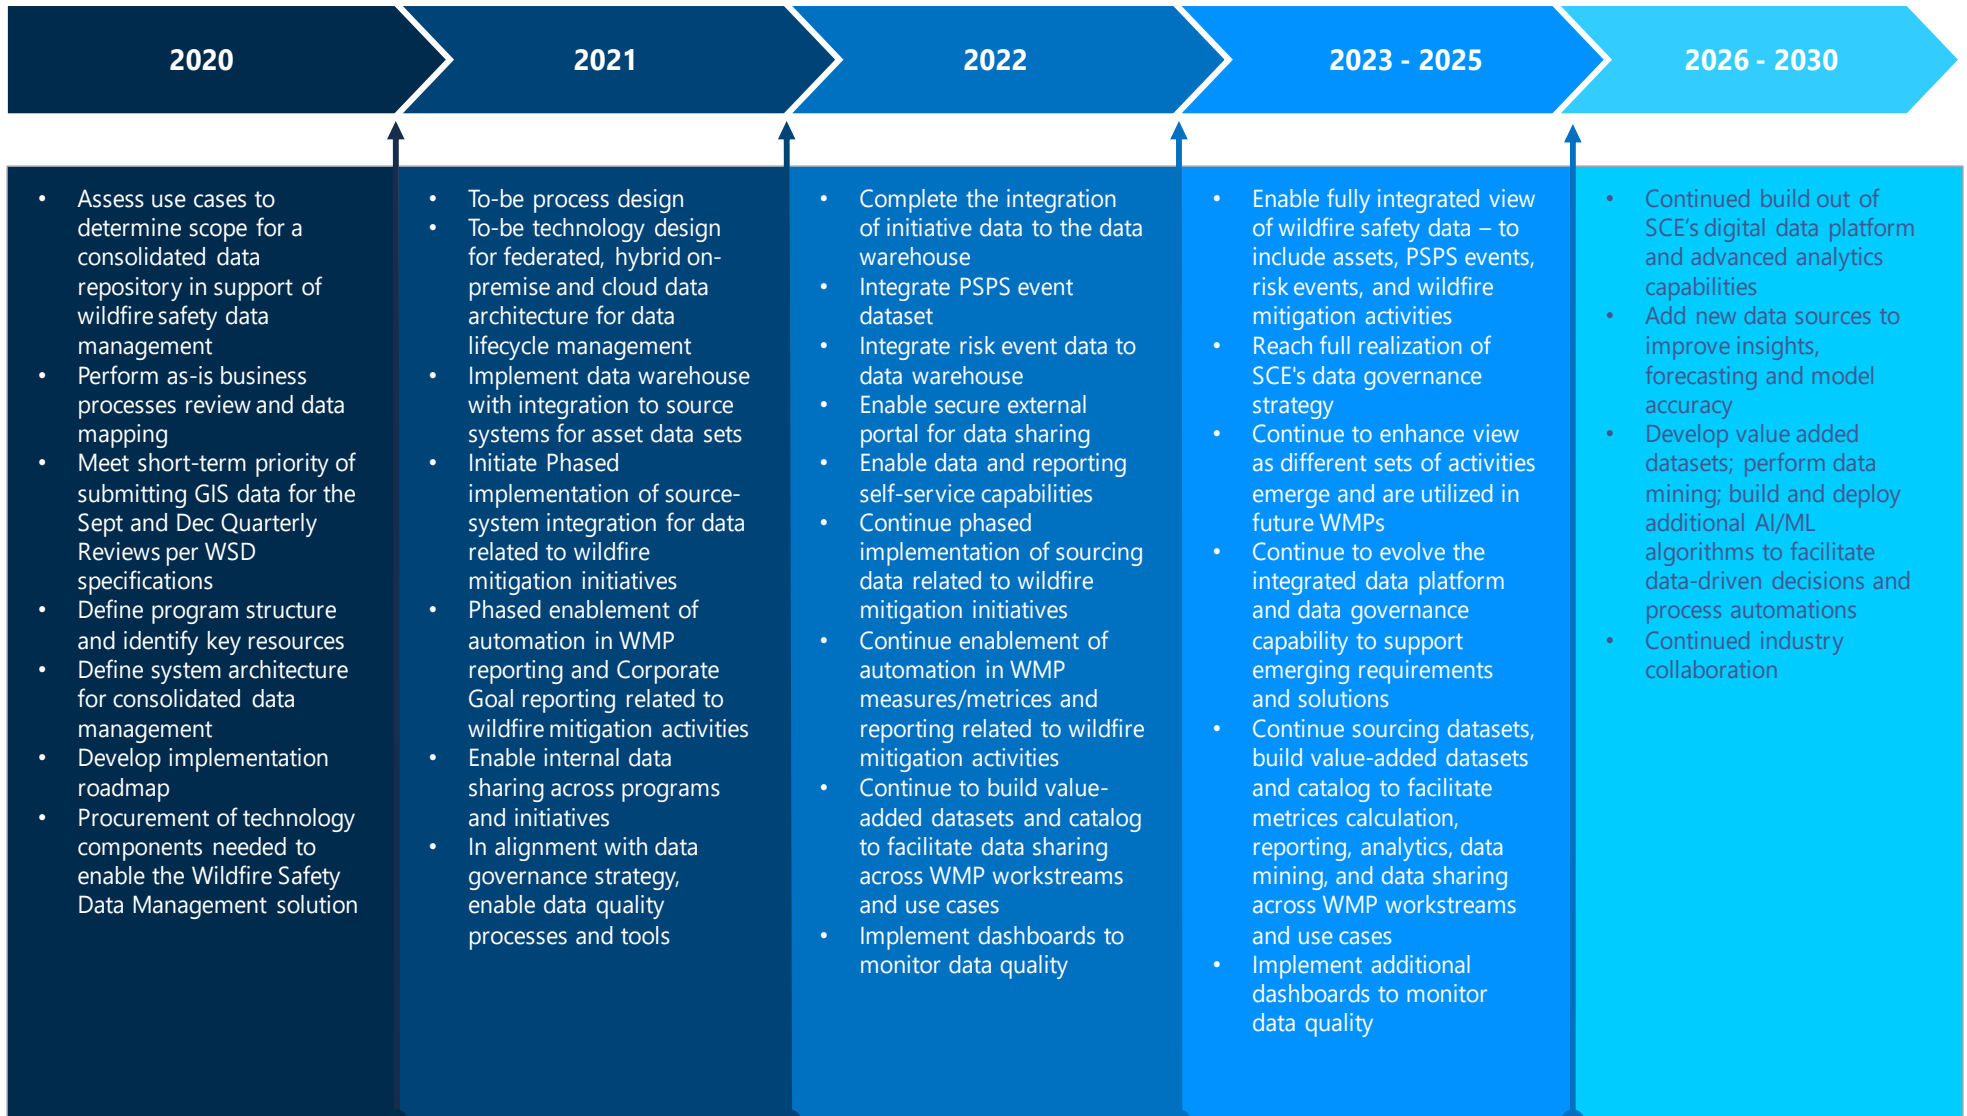 2020
2021
2022
2023 - 2025
2026 - 2030
• Assess use cases to
determine scope for a
consolidated data
repository in support of
wildfire safety data
management
• Perform as-is business
processes review and data
mapping
• Meet short-term priority of
submitting GIS data for the
Sept and Dec Quarterly
Reviews per WSD
specifications
• Define program structure
and identify key resources
• Define system architecture
for consolidated data
management
• Develop implementation
roadmap
• Procurement of technology
components needed to
enable the Wildfire Safety
Data Management solution
• To-be process design
• To-be technology design
for federated, hybrid on-
premise and cloud data
architecture for data
lifecycle management
• Implement data warehouse
with integration to source
systems for asset data sets
• Initiate Phased
implementation of source-
system integration for data
related to wildfire
mitigation initiatives
• Phased enablement of
automation in WMP
reporting and Corporate
Goal reporting related to
wildfire mitigation activities
• Enable internal data
sharing across programs
and initiatives
• In alignment with data
governance strategy,
enable data quality
processes and tools
• Complete the integration
of initiative data to the data
warehouse
• Integrate PSPS event
dataset
• Integrate risk event data to
data warehouse
• Enable secure external
portal for data sharing
• Enable data and reporting
self-service capabilities
• Continue phased
implementation of sourcing
data related to wildfire
mitigation initiatives
• Continue enablement of
automation in WMP
measures/metrices and
reporting related to wildfire
mitigation activities
• Continue to build value-
added datasets and catalog
to facilitate data sharing
across WMP workstreams
and use cases
• Implement dashboards to
monitor data quality
• Enable fully integrated view
of wildfire safety data – to
include assets, PSPS events,
risk events, and wildfire
mitigation activities
• Reach full realization of
SCE's data governance
strategy
• Continue to enhance view
as different sets of activities
emerge and are utilized in
future WMPs
• Continue to evolve the
integrated data platform
and data governance
capability to support
emerging requirements
and solutions
• Continue sourcing datasets,
build value-added datasets
and catalog to facilitate
metrices calculation,
reporting, analytics, data
mining, and data sharing
across WMP workstreams
and use cases
• Implement additional
dashboards to monitor
data quality
• Continued build out of
SCE’s digital data platform
and advanced analytics
capabilities
• Add new data sources to
improve insights,
forecasting and model
accuracy
• Develop value added
datasets; perform data
mining; build and deploy
additional AI/ML
algorithms to facilitate
data-driven decisions and
process automations
• Continued industry
collaboration